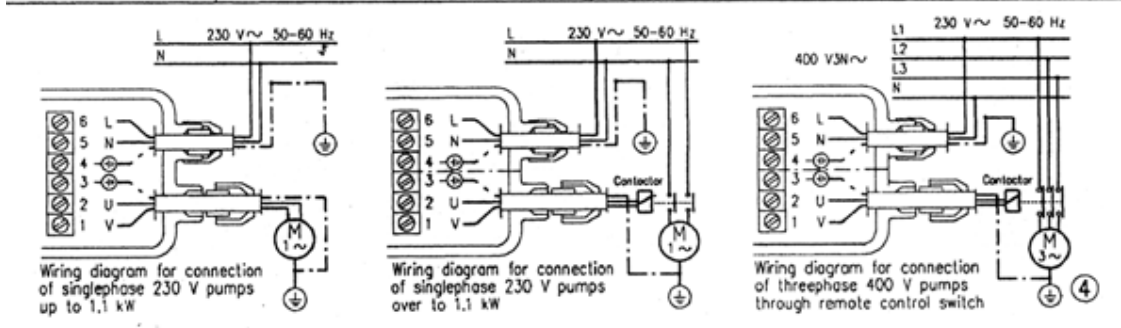 L 230 V~ 50-60 Hz
N
6 L
5 N
4
3
2 U
1 V
M
1~
Wiring diagram for connection
of singlephase 230 V pumps
up to 1,1 kW
L 230 V~ 50-60 Hz
N
6 L
5 N
4
3
2 U
1 V
Contactor
M
1~
Wiring diagram for connection
of singlephase 230 V pumps
over to 1,1 kW
L1 230 V~ 50-60 Hz
L2
400 V3N~
L3
N
6 L
5 N
4
3
2 U
1 V
Contactor
M
3~
Wiring diagram for connection
of threephase 400 V pumps
through remote control switch
4